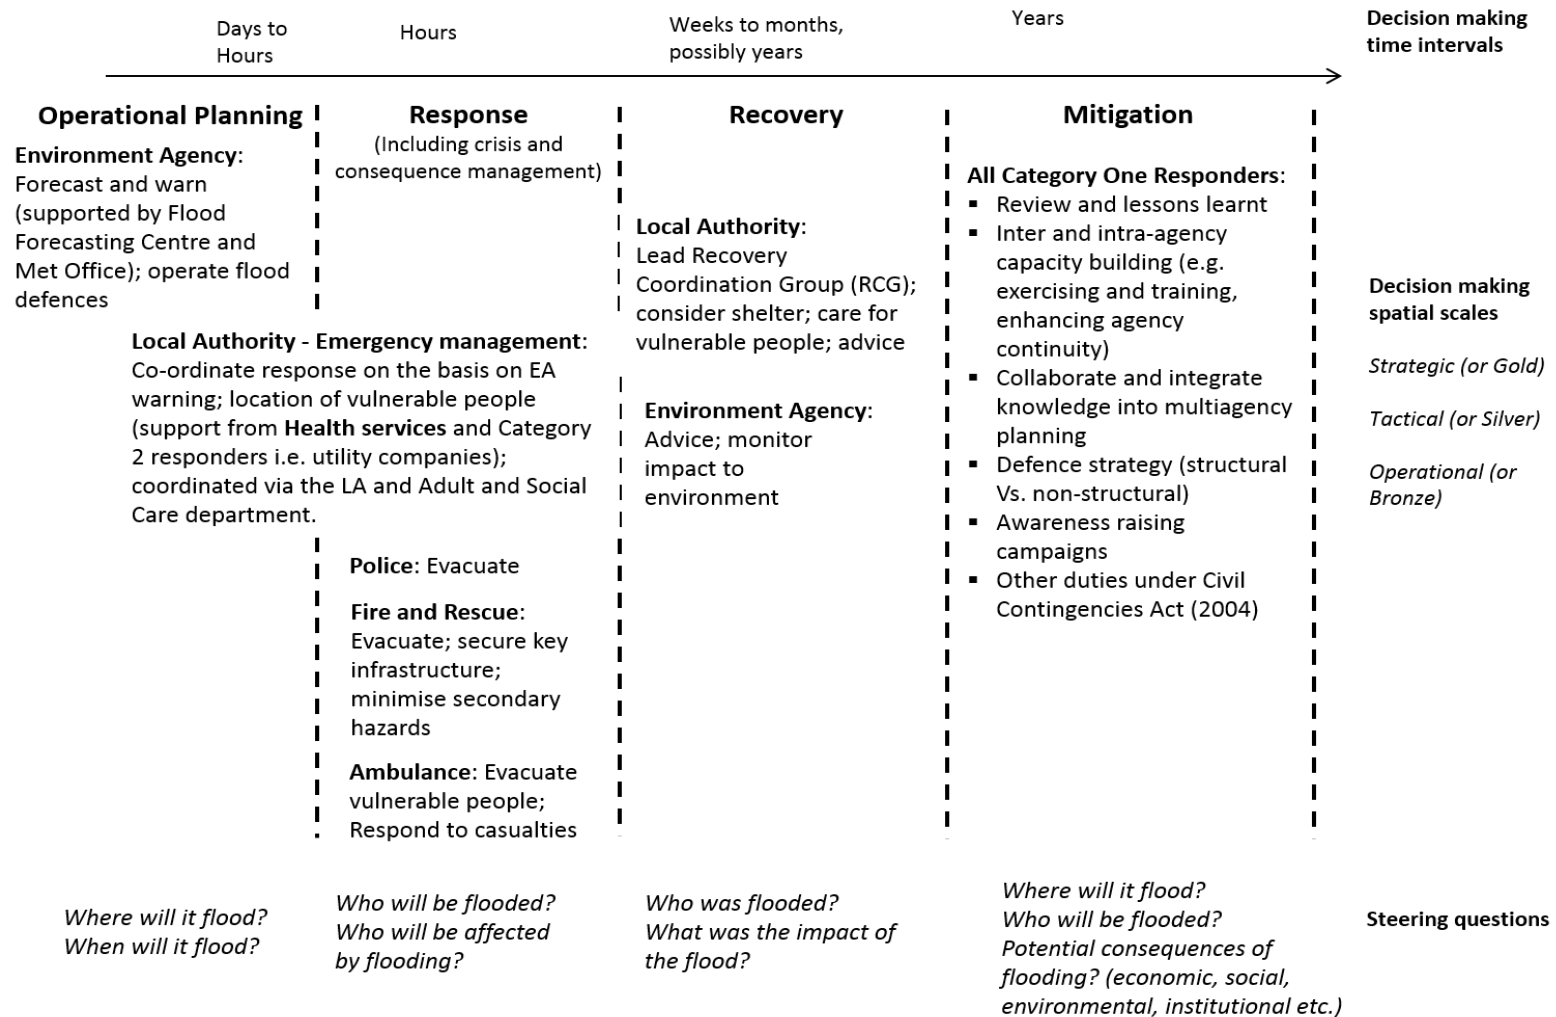 Days to
Hours
Hours
Weeks to months,
possibly years
Years
Decision making
time intervals
Operational Planning
Environment Agency:
Forecast and warn
(supported by Flood
Forecasting Centre and
Met Office); operate flood
defences
Response
(Including crisis and
consequence management)
Local Authority - Emergency management:
Co-ordinate response on the basis on EA
warning; location of vulnerable people
(support from Health services and Category
2 responders i.e. utility companies);
coordinated via the LA and Adult and Social
Care department.
Police: Evacuate
Fire and Rescue:
Evacuate; secure key
infrastructure;
minimise secondary
hazards
Ambulance: Evacuate
vulnerable people;
Respond to casualties
Recovery
Local Authority:
Lead Recovery
Coordination Group (RCG);
consider shelter; care for
vulnerable people; advice
Environment Agency:
Advice; monitor
impact to
environment
Mitigation
All Category One Responders:
▪ Review and lessons learnt
▪ Inter and intra-agency
capacity building (e.g.
exercising and training,
enhancing agency
continuity)
▪ Collaborate and integrate
knowledge into multiagency
planning
▪ Defence strategy (structural
Vs. non-structural)
▪ Awareness raising
campaigns
▪ Other duties under Civil
Contingencies Act (2004)
Decision making
spatial scales
Strategic (or Gold)
Tactical (or Silver)
Operational (or
Bronze)
Where will it flood?
When will it flood?
Who will be flooded?
Who will be affected
by flooding?
Who was flooded?
What was the impact of
the flood?
Where will it flood?
Who will be flooded?
Potential consequences of
flooding? (economic, social,
environmental, institutional etc.)
Steering questions